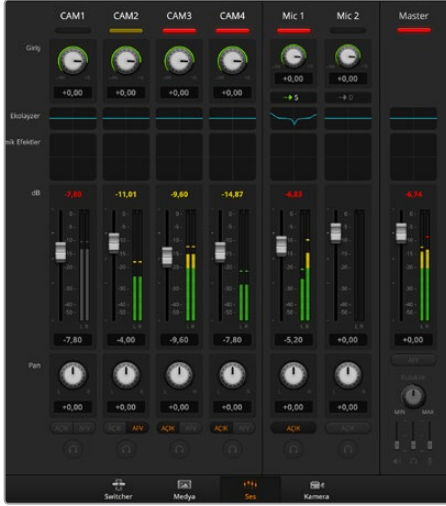 CAM1 CAM2 CAM3 CAM4 Mic 1 Mic 2 Master
Giriş
+0,00 +0,00 +0,00 +0,00 +0,00 +0,00
5 0
Ekolayzer
mik Efektler
dB -7,80 -11,01 -9,60 -14,87 -6,83 -6,74
-7,80 -4,00 -9,60 -7,80 -5,20 +0,00 +0,00
L R L R L R L R L R L R L R
Pan
+0,00 +0,00 +0,00 +0,00 +0,00 +0,00
AFV
MIN MAX
AÇIK AFV AÇIK AFV AÇIK AFV AÇIK AFV AÇIK AÇIK
Switcher Medya Ses Kamera